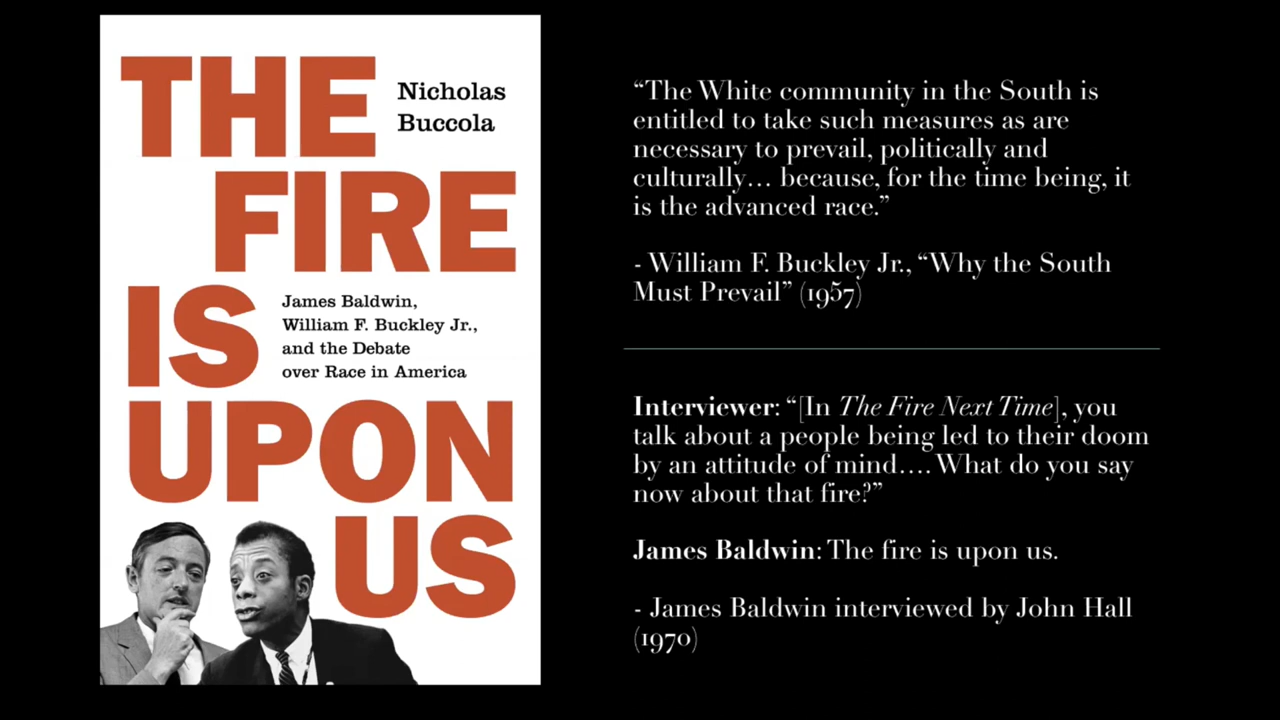 THE
Nicholas
Buccola
FIRE
IS
James Baldwin,
William F. Buckley Jr.,
and the Debate
over Race in America
UPON
US
“The White community in the South is
entitled to take such measures as are
necessary to prevail, politically and
culturally… because, for the time being, it
is the advanced race.”
- William F. Buckley Jr., “Why the South
Must Prevail” (1957)
Interviewer: “[In The Fire Next Time], you
talk about a people being led to their doom
by an attitude of mind…. What do you say
now about that fire?”
James Baldwin: The fire is upon us.
- James Baldwin interviewed by John Hall
(1970)